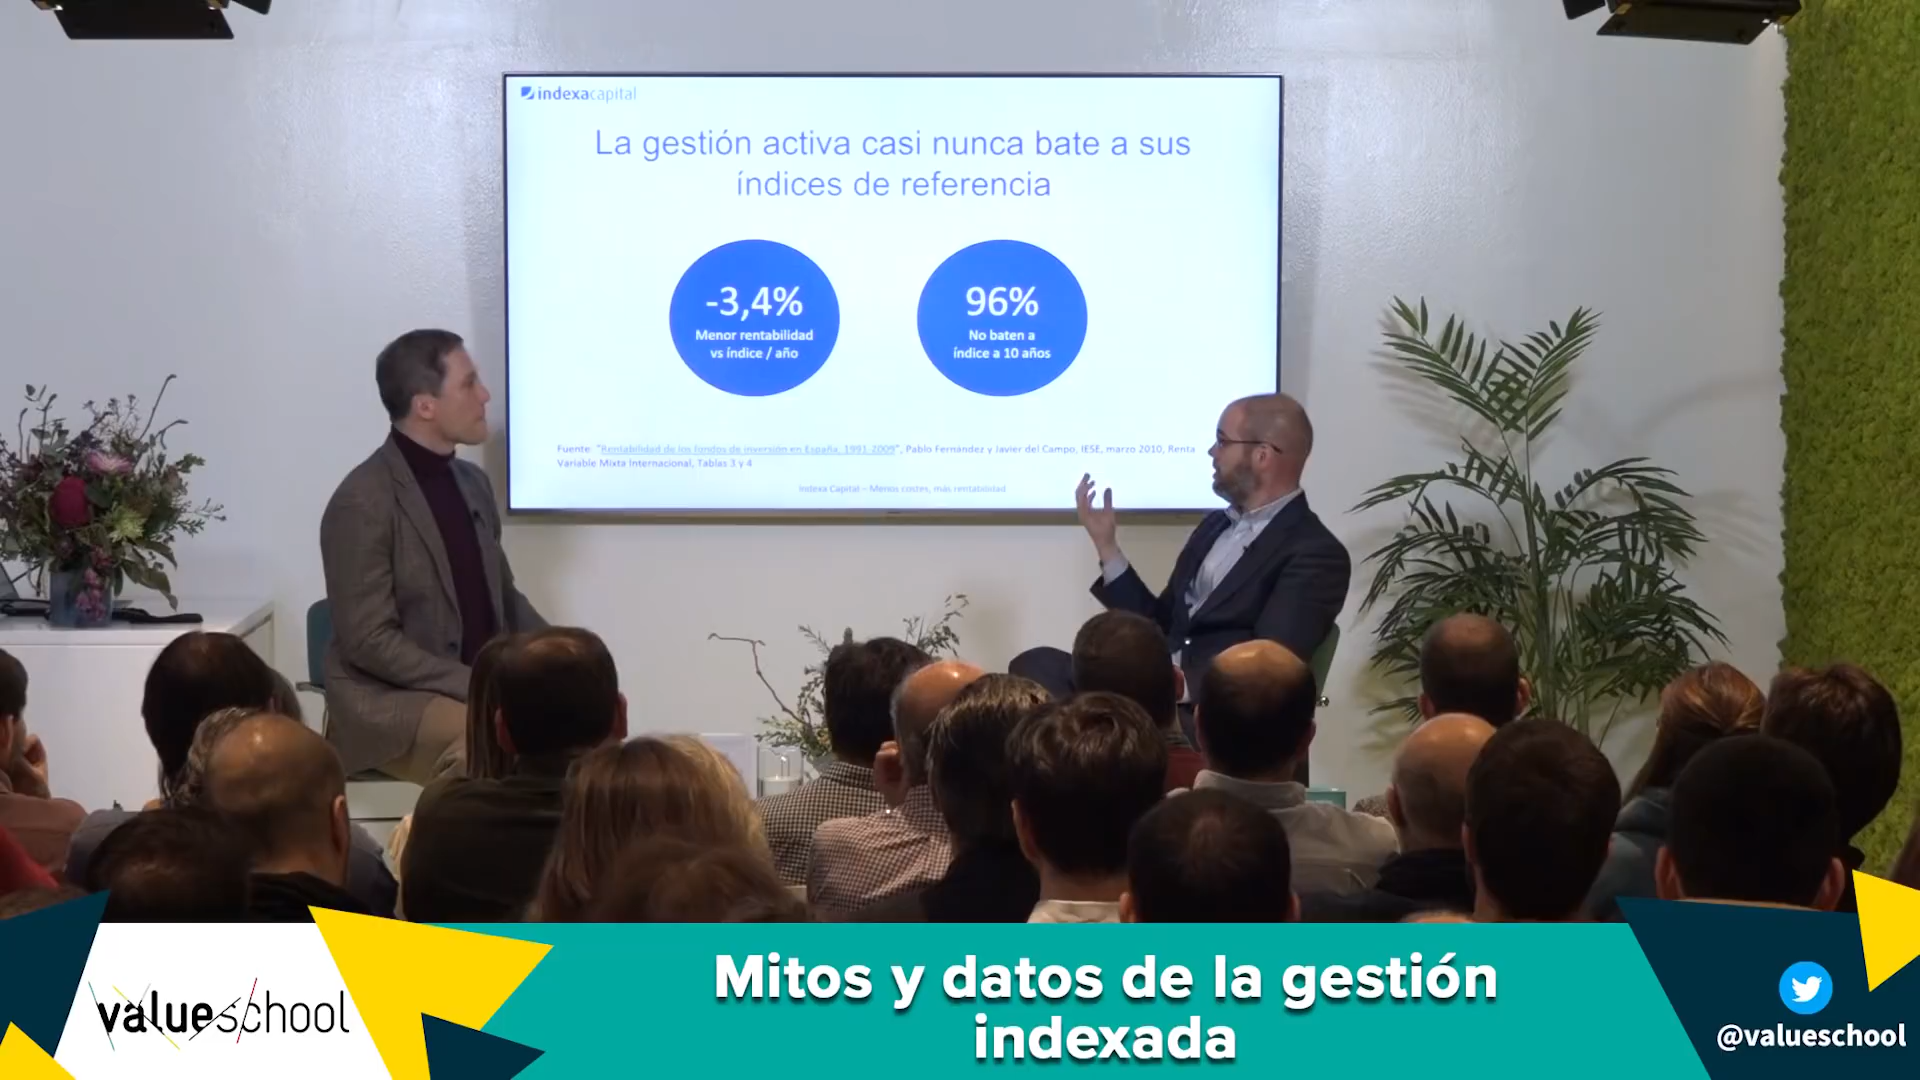 indexacapital
La gestión activa casi nunca bate a sus
índices de referencia
-3,4%
Menor rentabilidad
vs índice / año
96%
No baten a
índice a 10 años
Fuente: "Rentabilidad de los fondos de inversión en España. 1991-2009", Pablo Fernández y Javier del Campo, IESE, marzo 2010, Renta
Variable Mixta Internacional, Tablas 3 y 4
Indexa Capital – Menos costes, más rentabilidad
valueschool
Mitos y datos de la gestión
indexada
@valueschool